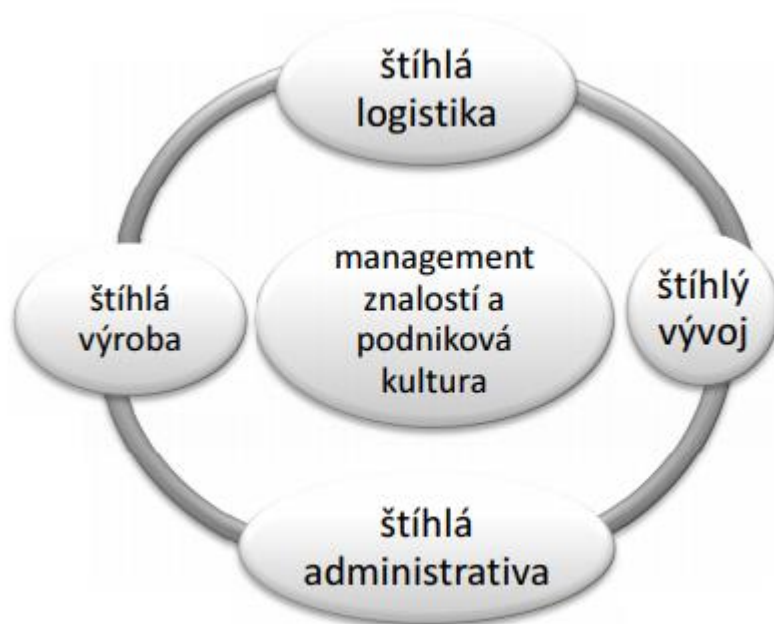 štíhlá
logistika
štíhlá
výroba
management
znalostí a
podniková
kultura
štíhlý
vývoj
štíhlá
administrativa